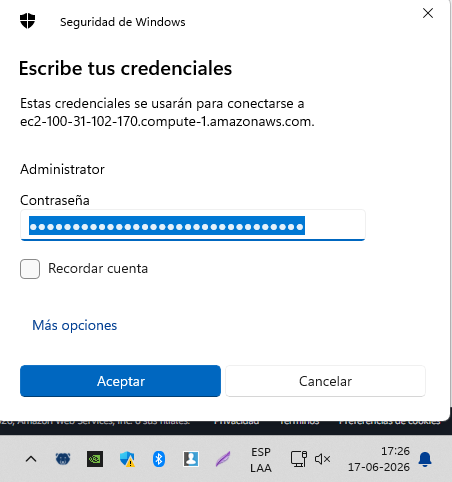 Seguridad de Windows
Escribe tus credenciales
Estas credenciales se usarán para conectarse a
ec2-100-31-102-170.compute-1.amazonaws.com.
Administrator
Contraseña
●●●●●●●●●●●●●●●●●●●●●●●●●●●●●●●●
Recordar cuenta
Más opciones
Aceptar
Cancelar
Amazon Web Services, Inc. o sus filiales.
Privacidad
Términos
Preferencias de cookies
ESP
LAA
17:26
17-06-2026